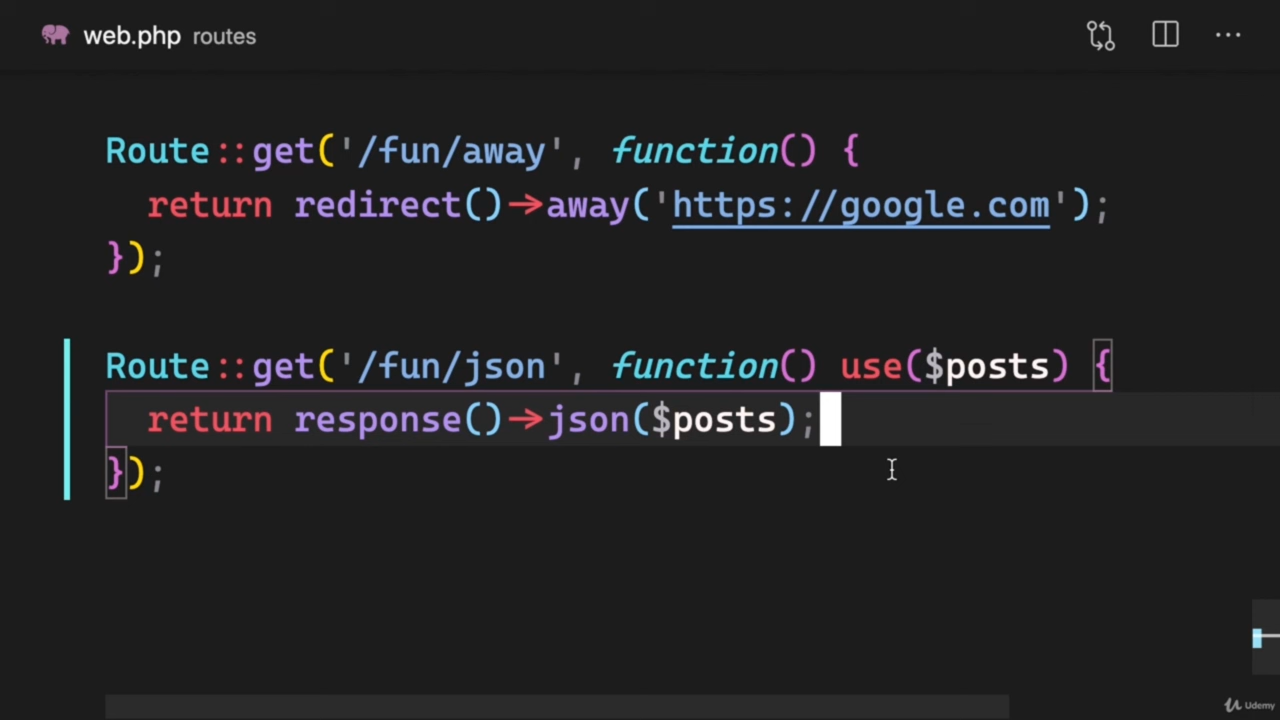 web.php routes
Route::get('/fun/away', function() {
  return redirect()->away('https://google.com');
});
Route::get('/fun/json', function() use($posts) {
  return response()->json($posts);
});
Udemy